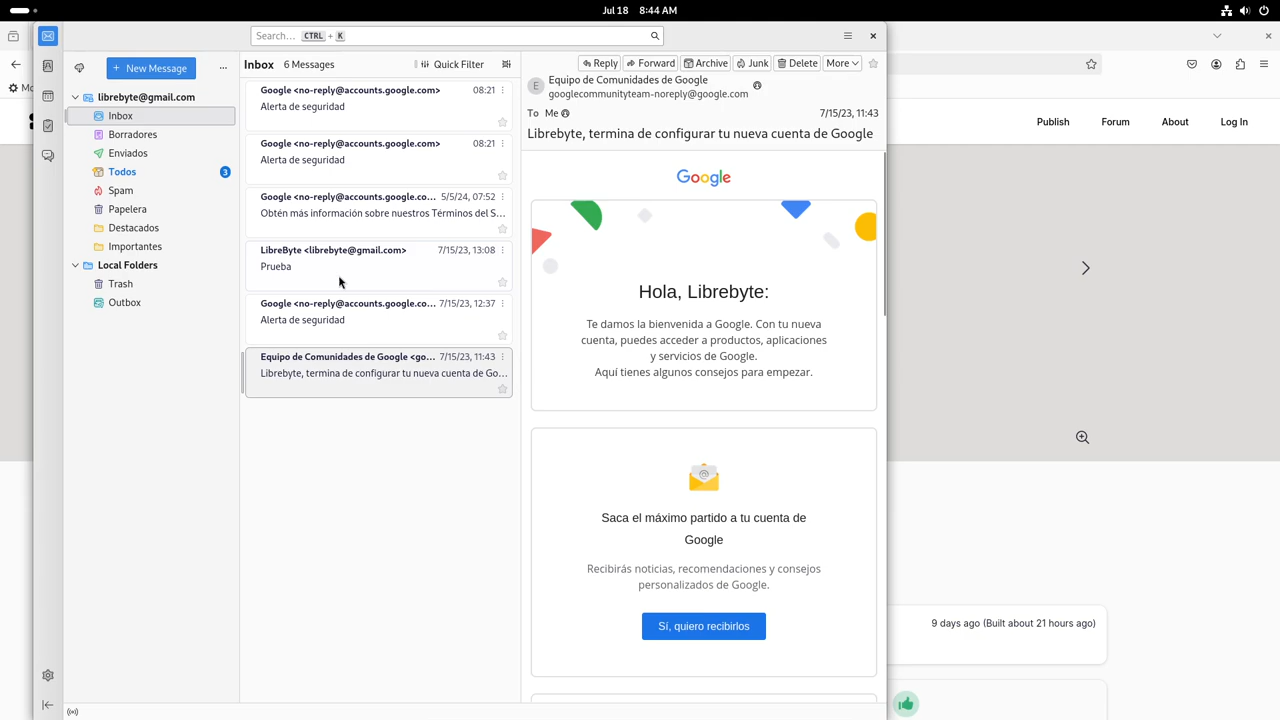 Jul 18 8:44 AM
Search... CTRL + K
Inbox 6 Messages
Quick Filter
New Message
librebyte@gmail.com
Inbox
Borradores
Enviados
Todos 3
Spam
Papelera
Destacados
Importantes
Local Folders
Trash
Outbox
Google <no-reply@accounts.google.com> 08:21
Alerta de seguridad
Google <no-reply@accounts.google.com> 08:21
Alerta de seguridad
Google <no-reply@accounts.google.co... 5/5/24, 07:52
Obtén más información sobre nuestros Términos del S...
LibreByte <librebyte@gmail.com> 7/15/23, 13:08
Prueba
Google <no-reply@accounts.google.co... 7/15/23, 12:37
Alerta de seguridad
Equipo de Comunidades de Google <go... 7/15/23, 11:43
Librebyte, termina de configurar tu nueva cuenta de Go...
Reply Forward Archive Junk Delete More
E
Equipo de Comunidades de Google
googlecommunityteam-noreply@google.com
To Me 7/15/23, 11:43
Librebyte, termina de configurar tu nueva cuenta de Google
Google
Hola, Librebyte:
Te damos la bienvenida a Google. Con tu nueva
cuenta, puedes acceder a productos, aplicaciones
y servicios de Google.
Aquí tienes algunos consejos para empezar.
Saca el máximo partido a tu cuenta de
Google
Recibirás noticias, recomendaciones y consejos
personalizados de Google.
Sí, quiero recibirlos
Publish Forum About Log In
9 days ago (Built about 21 hours ago)